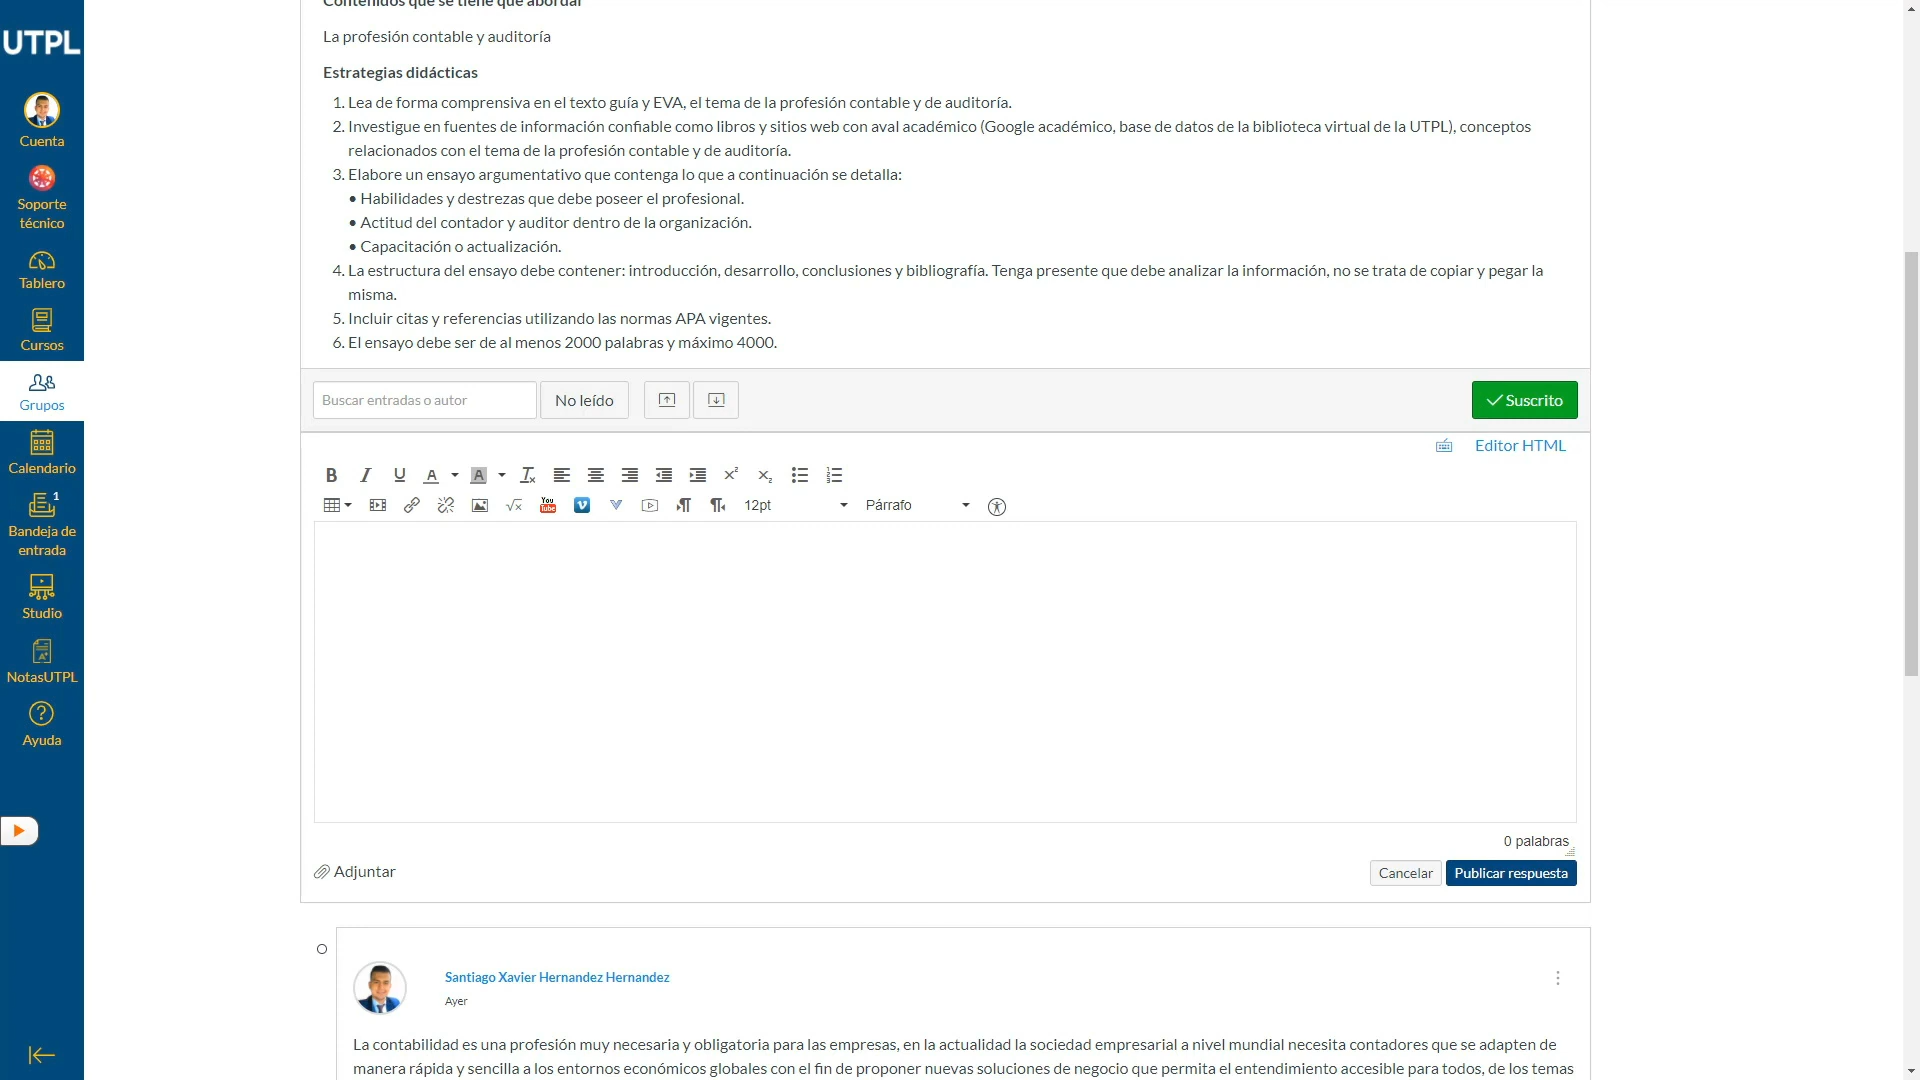 Contenidos que se tiene que abordar
UTPL
La profesión contable y auditoría
Estrategias didácticas
1. Lea de forma comprensiva en el texto guía y EVA, el tema de la profesión contable y de auditoría.
2. Investigue en fuentes de información confiable como libros y sitios web con aval académico (Google académico, base de datos de la biblioteca virtual de la UTPL), conceptos
relacionados con el tema de la profesión contable y de auditoría.
3. Elabore un ensayo argumentativo que contenga lo que a continuación se detalla:
• Habilidades y destrezas que debe poseer el profesional.
• Actitud del contador y auditor dentro de la organización.
• Capacitación o actualización.
4. La estructura del ensayo debe contener: introducción, desarrollo, conclusiones y bibliografía. Tenga presente que debe analizar la información, no se trata de copiar y pegar la
misma.
5. Incluir citas y referencias utilizando las normas APA vigentes.
6. El ensayo debe ser de al menos 2000 palabras y máximo 4000.
Cuenta
Soporte
técnico
Tablero
Cursos
Grupos
Calendario
1
Bandeja de
entrada
Studio
NotasUTPL
Ayuda
Buscar entradas o autor
No leído
Suscrito
Editor HTML
12pt
Párrafo
0 palabras
Adjuntar
Cancelar
Publicar respuesta
Santiago Xavier Hernandez Hernandez
Ayer
La contabilidad es una profesión muy necesaria y obligatoria para las empresas, en la actualidad la sociedad empresarial a nivel mundial necesita contadores que se adapten de
manera rápida y sencilla a los entornos económicos globales con el fin de proponer nuevas soluciones de negocio que permita el entendimiento accesible para todos, de los temas